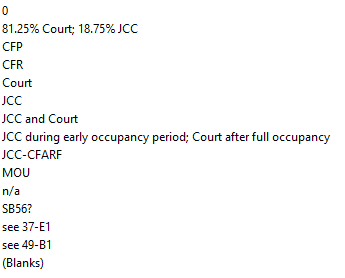 0
81.25% Court; 18.75% JCC
CFP
CFR
Court
JCC
JCC and Court
JCC during early occupancy period; Court after full occupancy
JCC-CFARF
MOU
n/a
SB56?
see 37-E1
see 49-B1
(Blanks)